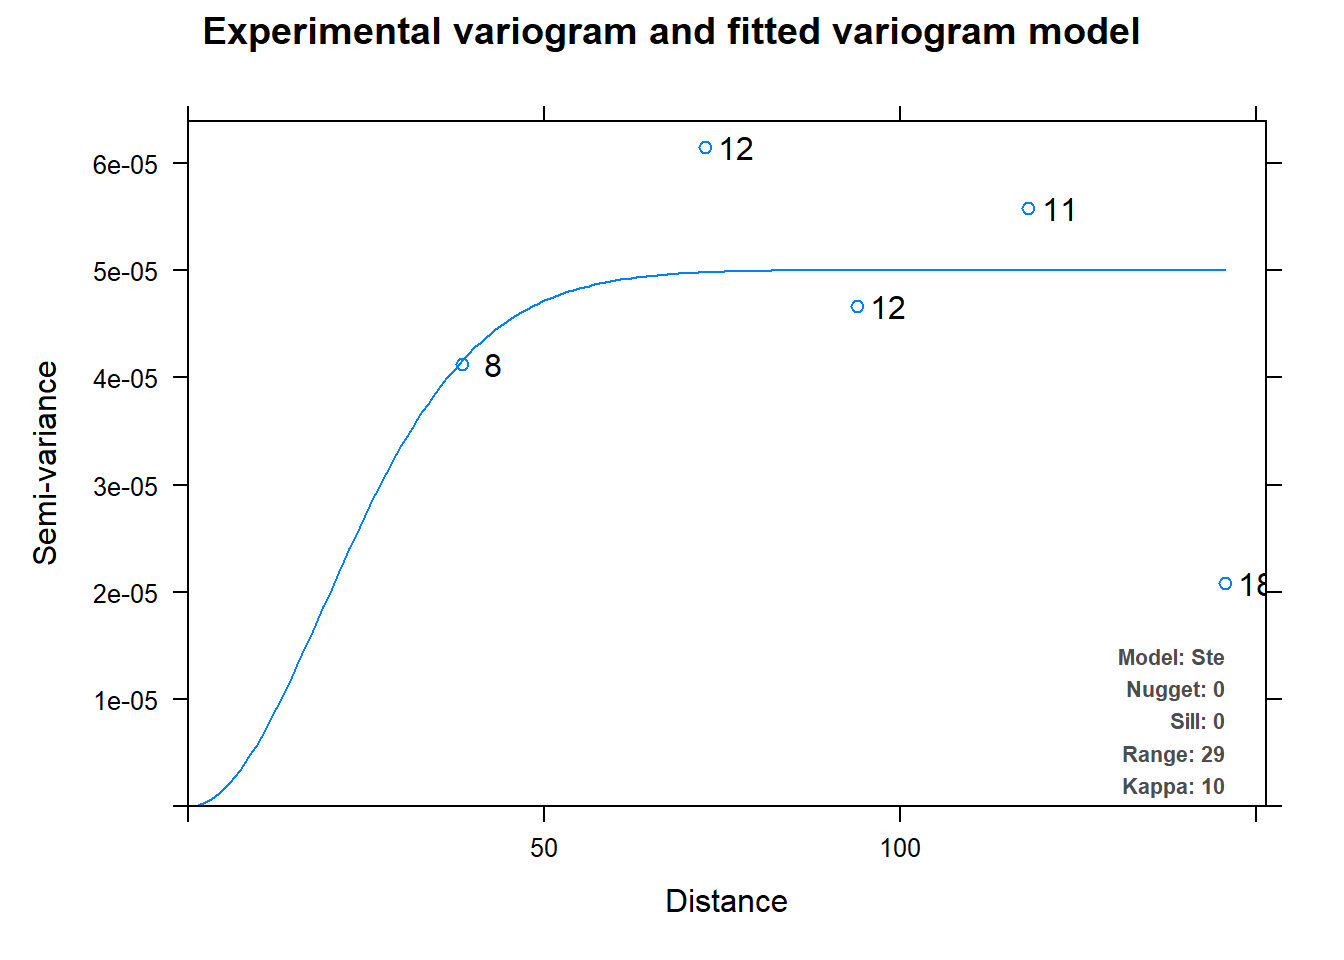 Experimental variogram and fitted variogram model
6e-05
5e-05
4e-05
3e-05
2e-05
1e-05
12
11
12
8
18
Model: Ste
Nugget: 0
Sill: 0
Range: 29
Kappa: 10
50
100
Semi-variance
Distance